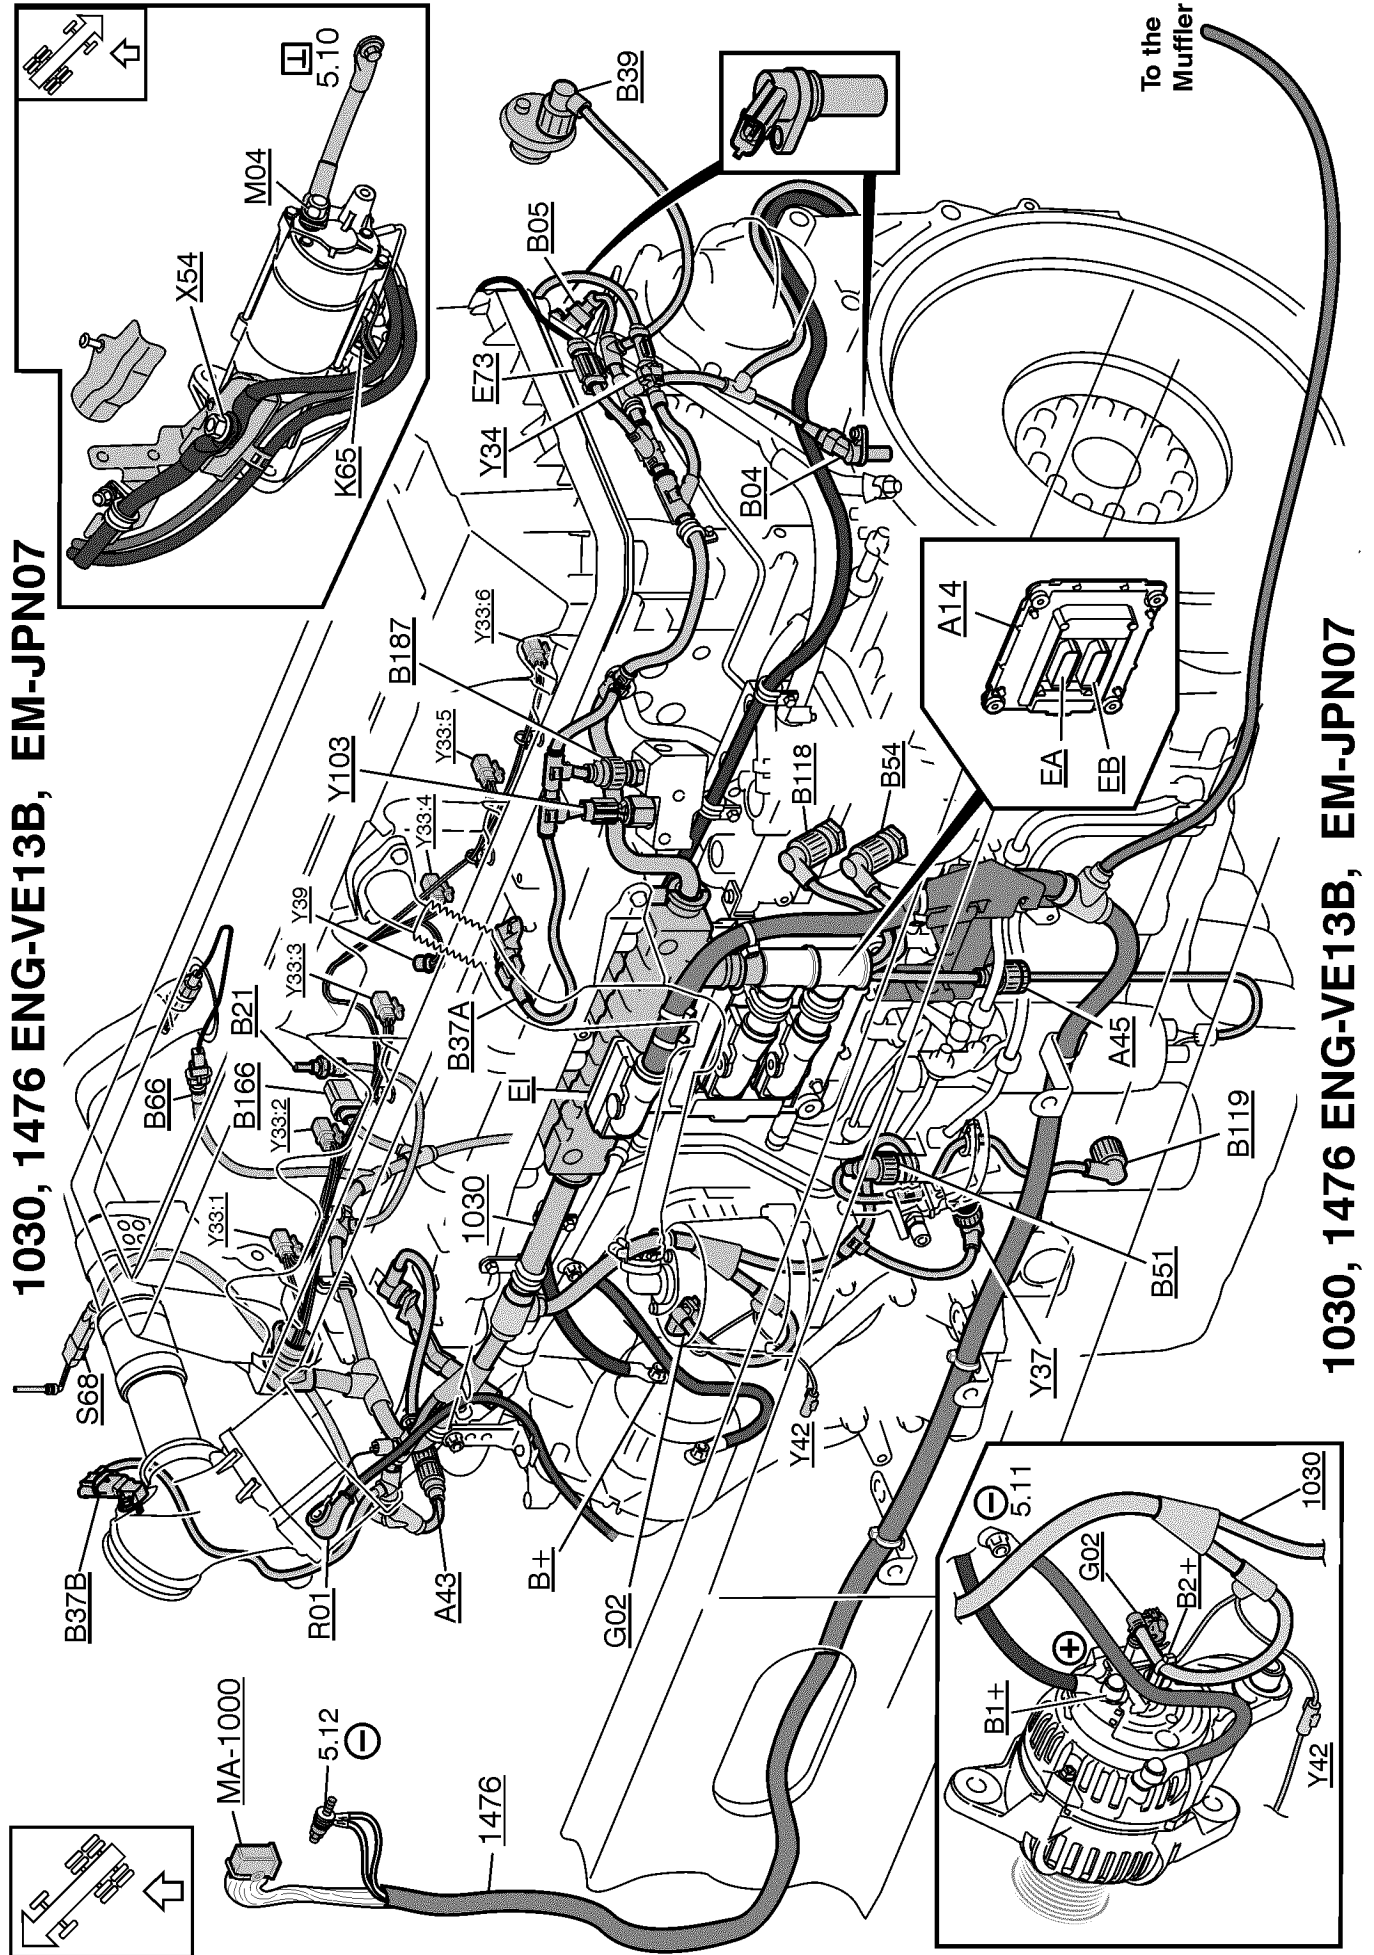 1030, 1476 ENG-VE13B, EM-JPN07
5.10
M04
X54
K65
B39
To the
Muffler
B05
E73
Y34
B04
A14
EA
EB
B187
Y33:6
Y33:5
Y103
Y33:4
Y39
Y33:3
B21
B66
B166
Y33:2
Y33:1
B37A
EI
1030
B118
B54
A45
B119
B51
Y37
Y42
S68
B37B
R01
A43
B+
G02
MA-1000
5.12
1476
5.11
1030
G02
B2+
B1+
Y42
1030, 1476 ENG-VE13B, EM-JPN07